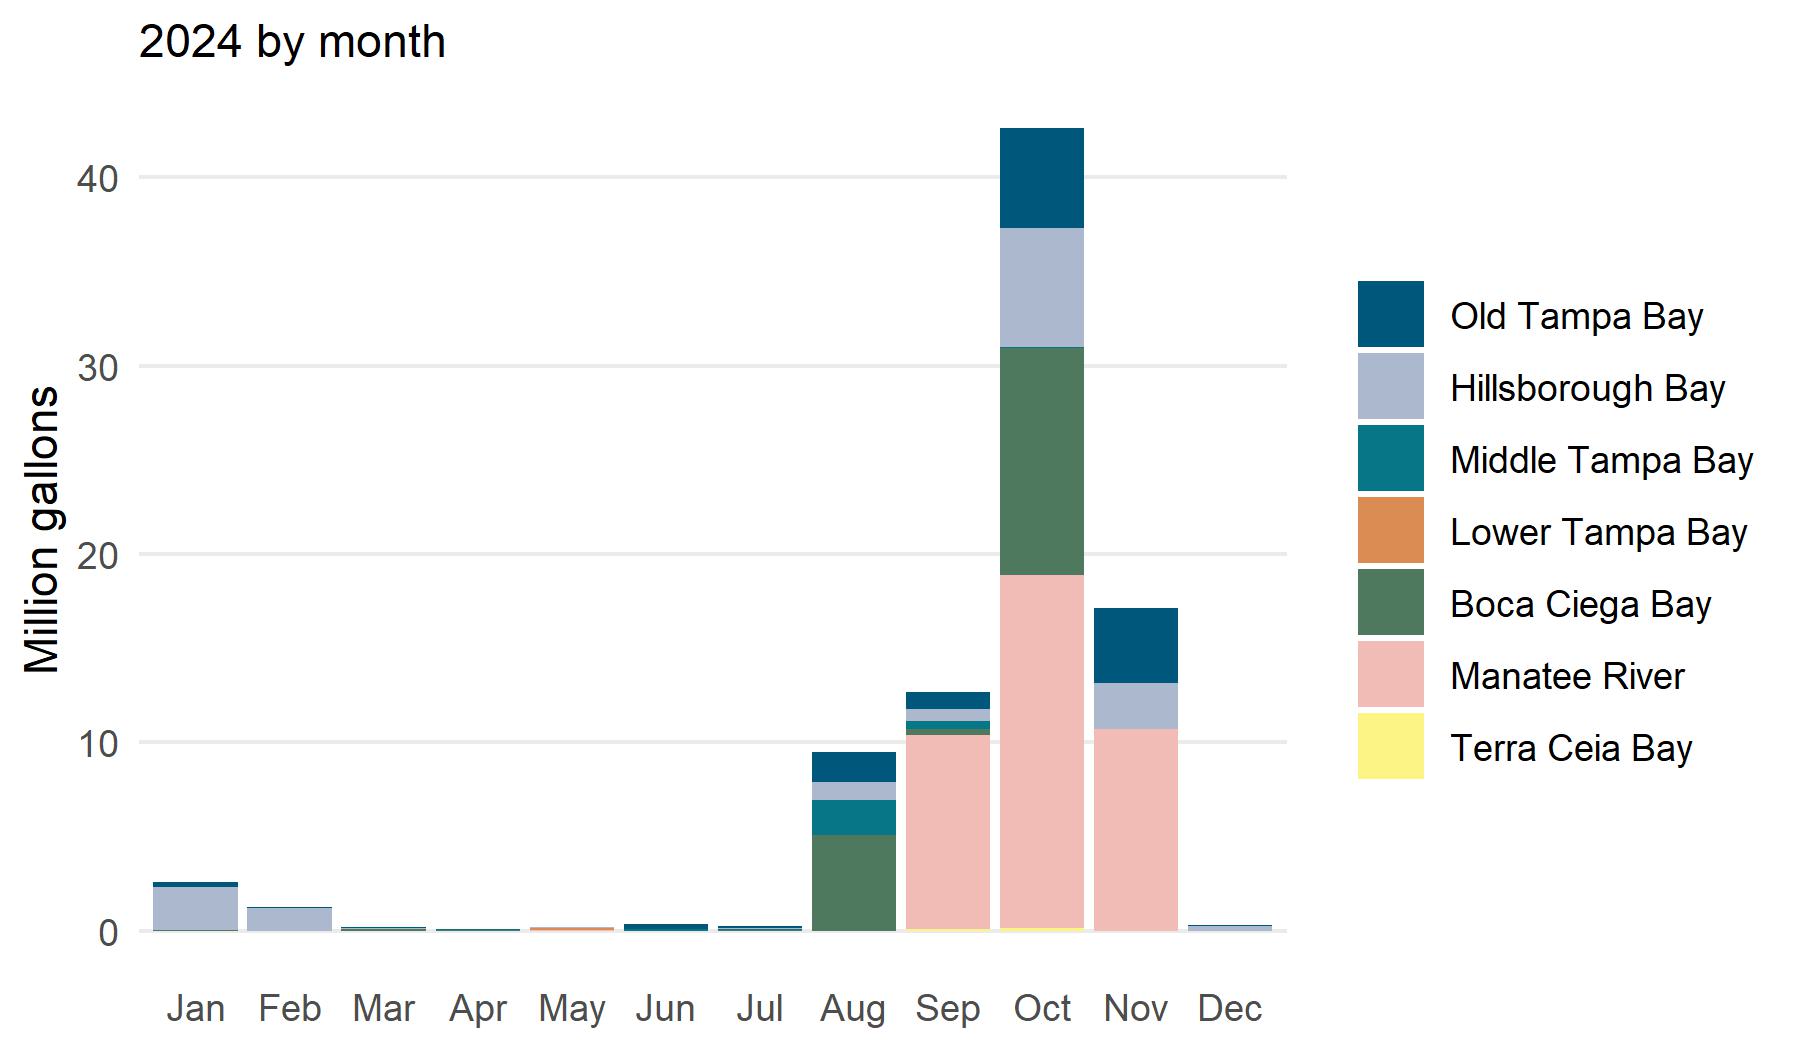 2024 by month
Million gallons
40
30
20
10
0
Jan Feb Mar Apr May Jun Jul Aug Sep Oct Nov Dec
Old Tampa Bay
Hillsborough Bay
Middle Tampa Bay
Lower Tampa Bay
Boca Ciega Bay
Manatee River
Terra Ceia Bay